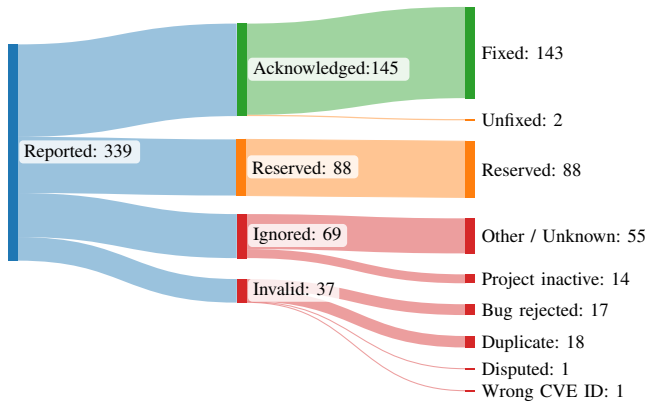 Reported: 339
Acknowledged:145
Reserved: 88
Ignored: 69
Invalid: 37
Fixed: 143
Unfixed: 2
Reserved: 88
Other / Unknown: 55
Project inactive: 14
Bug rejected: 17
Duplicate: 18
Disputed: 1
Wrong CVE ID: 1